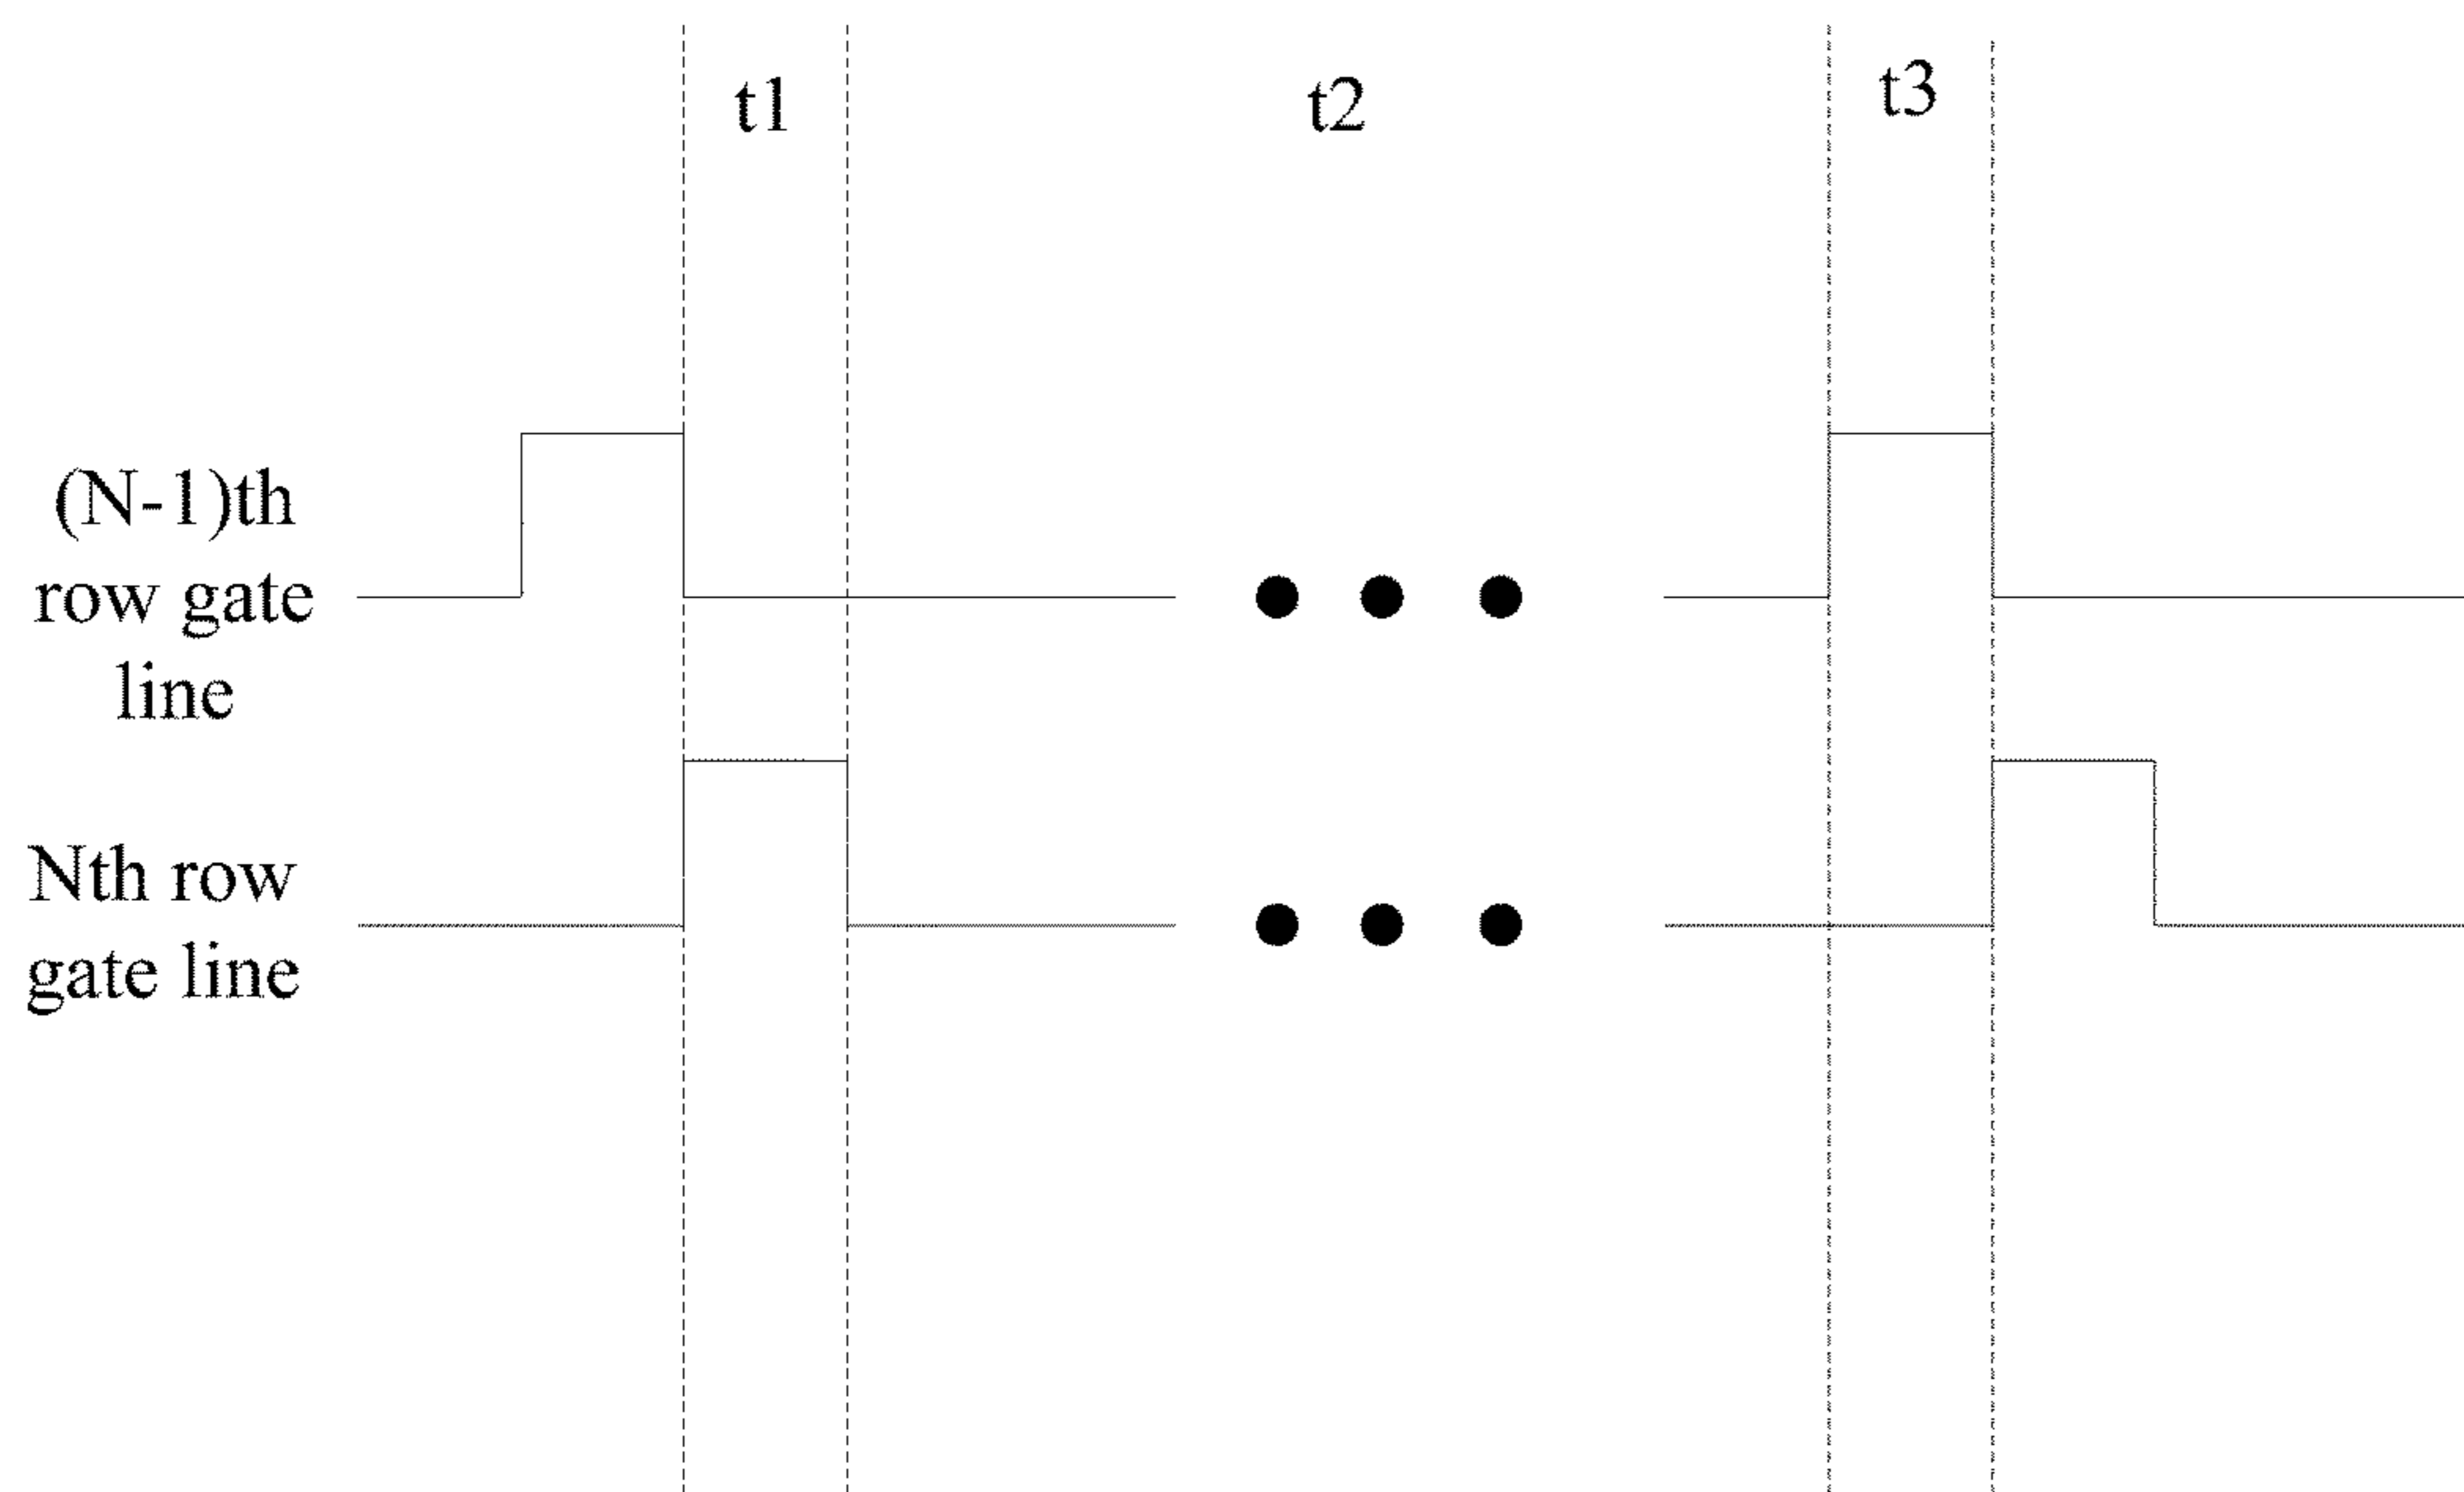 t1
t2
t3
(N-1)th
row gate
line
Nth row
gate line